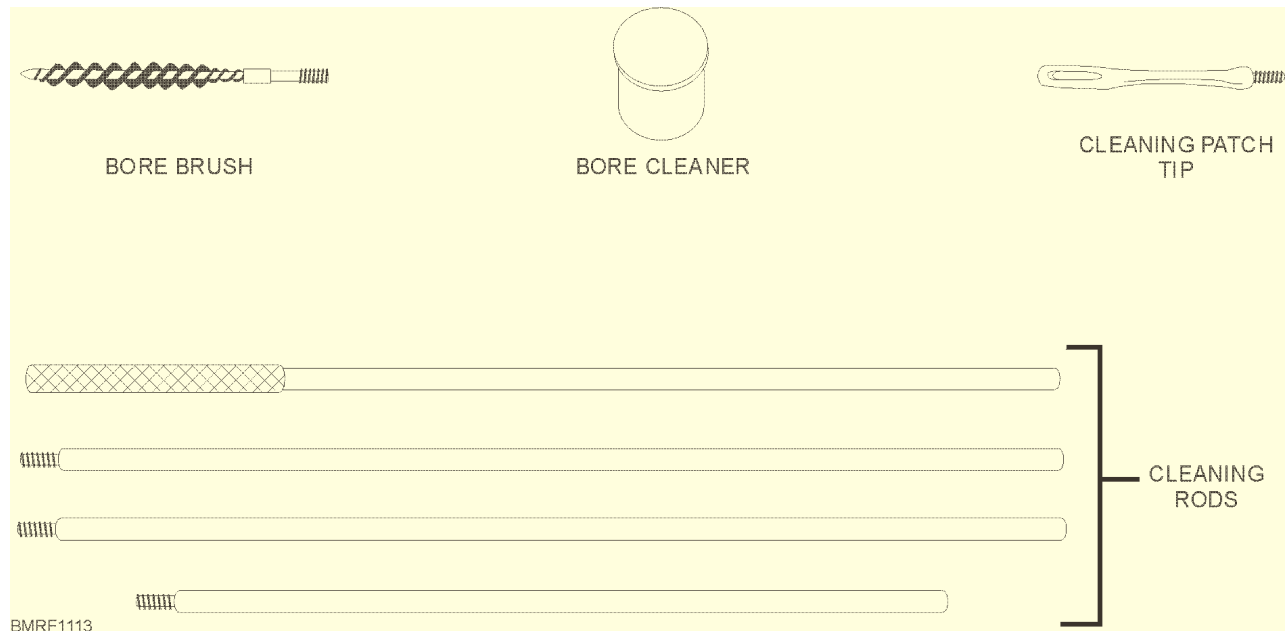 BORE BRUSH
BORE CLEANER
CLEANING PATCH
TIP
CLEANING
RODS
BMRF1113